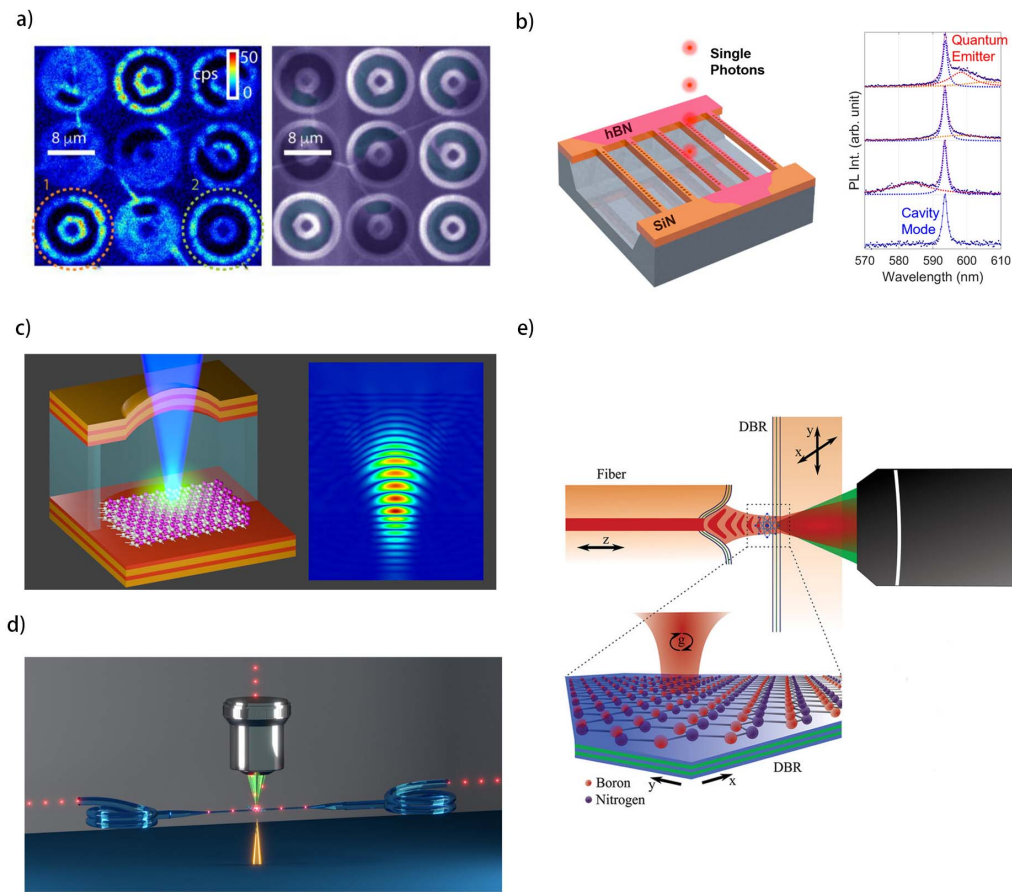 a)
50
cps
0
8 μm
8 μm
1
2
b)
Single
Photons
hBN
SiN
Quantum
Emitter
Cavity
Mode
PL Int. (arb. unit)
570 580 590 600 610
Wavelength (nm)
c)
d)
e)
DBR
y
x
Fiber
z
g
DBR
Boron
Nitrogen
y
x